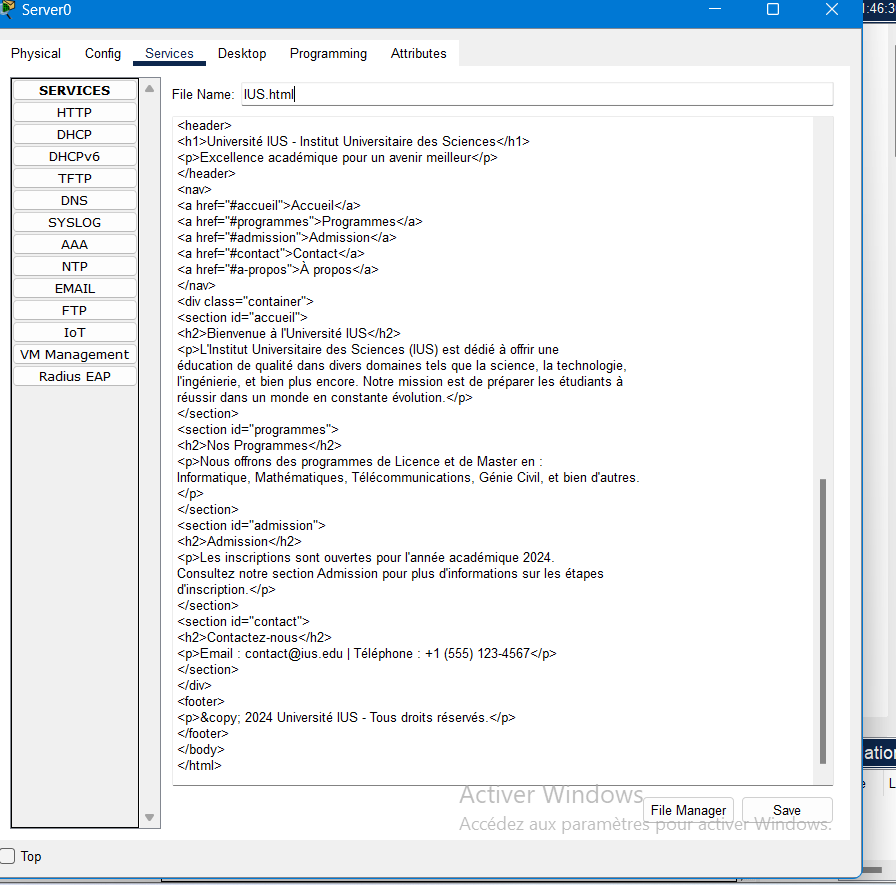 Server0
:46:3
Physical Config Services Desktop Programming Attributes
SERVICES
HTTP
DHCP
DHCPv6
TFTP
DNS
SYSLOG
AAA
NTP
EMAIL
FTP
IoT
VM Management
Radius EAP
File Name: IUS.html
<header>
<h1>Université IUS - Institut Universitaire des Sciences</h1>
<p>Excellence académique pour un avenir meilleur</p>
</header>
<nav>
<a href="#accueil">Accueil</a>
<a href="#programmes">Programmes</a>
<a href="#admission">Admission</a>
<a href="#contact">Contact</a>
<a href="#a-propos">À propos</a>
</nav>
<div class="container">
<section id="accueil">
<h2>Bienvenue à l'Université IUS</h2>
<p>L'Institut Universitaire des Sciences (IUS) est dédié à offrir une
éducation de qualité dans divers domaines tels que la science, la technologie,
l'ingénierie, et bien plus encore. Notre mission est de préparer les étudiants à
réussir dans un monde en constante évolution.</p>
</section>
<section id="programmes">
<h2>Nos Programmes</h2>
<p>Nous offrons des programmes de Licence et de Master en :
Informatique, Mathématiques, Télécommunications, Génie Civil, et bien d'autres.
</p>
</section>
<section id="admission">
<h2>Admission</h2>
<p>Les inscriptions sont ouvertes pour l'année académique 2024.
Consultez notre section Admission pour plus d'informations sur les étapes
d'inscription.</p>
</section>
<section id="contact">
<h2>Contactez-nous</h2>
<p>Email : contact@ius.edu | Téléphone : +1 (555) 123-4567</p>
</section>
</div>
<footer>
<p>&copy; 2024 Université IUS - Tous droits réservés.</p>
</footer>
</body>
</html>
Activer Windows
Accédez aux paramètres pour activer Windows.
File Manager Save
Top